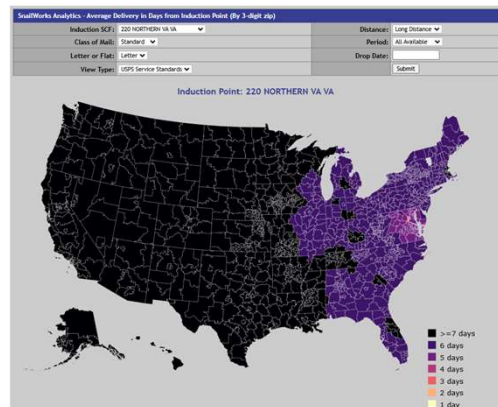 SnailWorks Analytics - Average Delivery in Days from Induction Point (By 3-digit zip)
Induction SCF: 220 NORTHERN VA VA Distance: Long Distance
Class of Mail: Standard Period: All Available
Letter or Flat: Letter Drop Date:
View Type: USPS Service Standards Submit
Induction Point: 220 NORTHERN VA VA
>=7 days
6 days
5 days
4 days
3 days
2 days
1 day